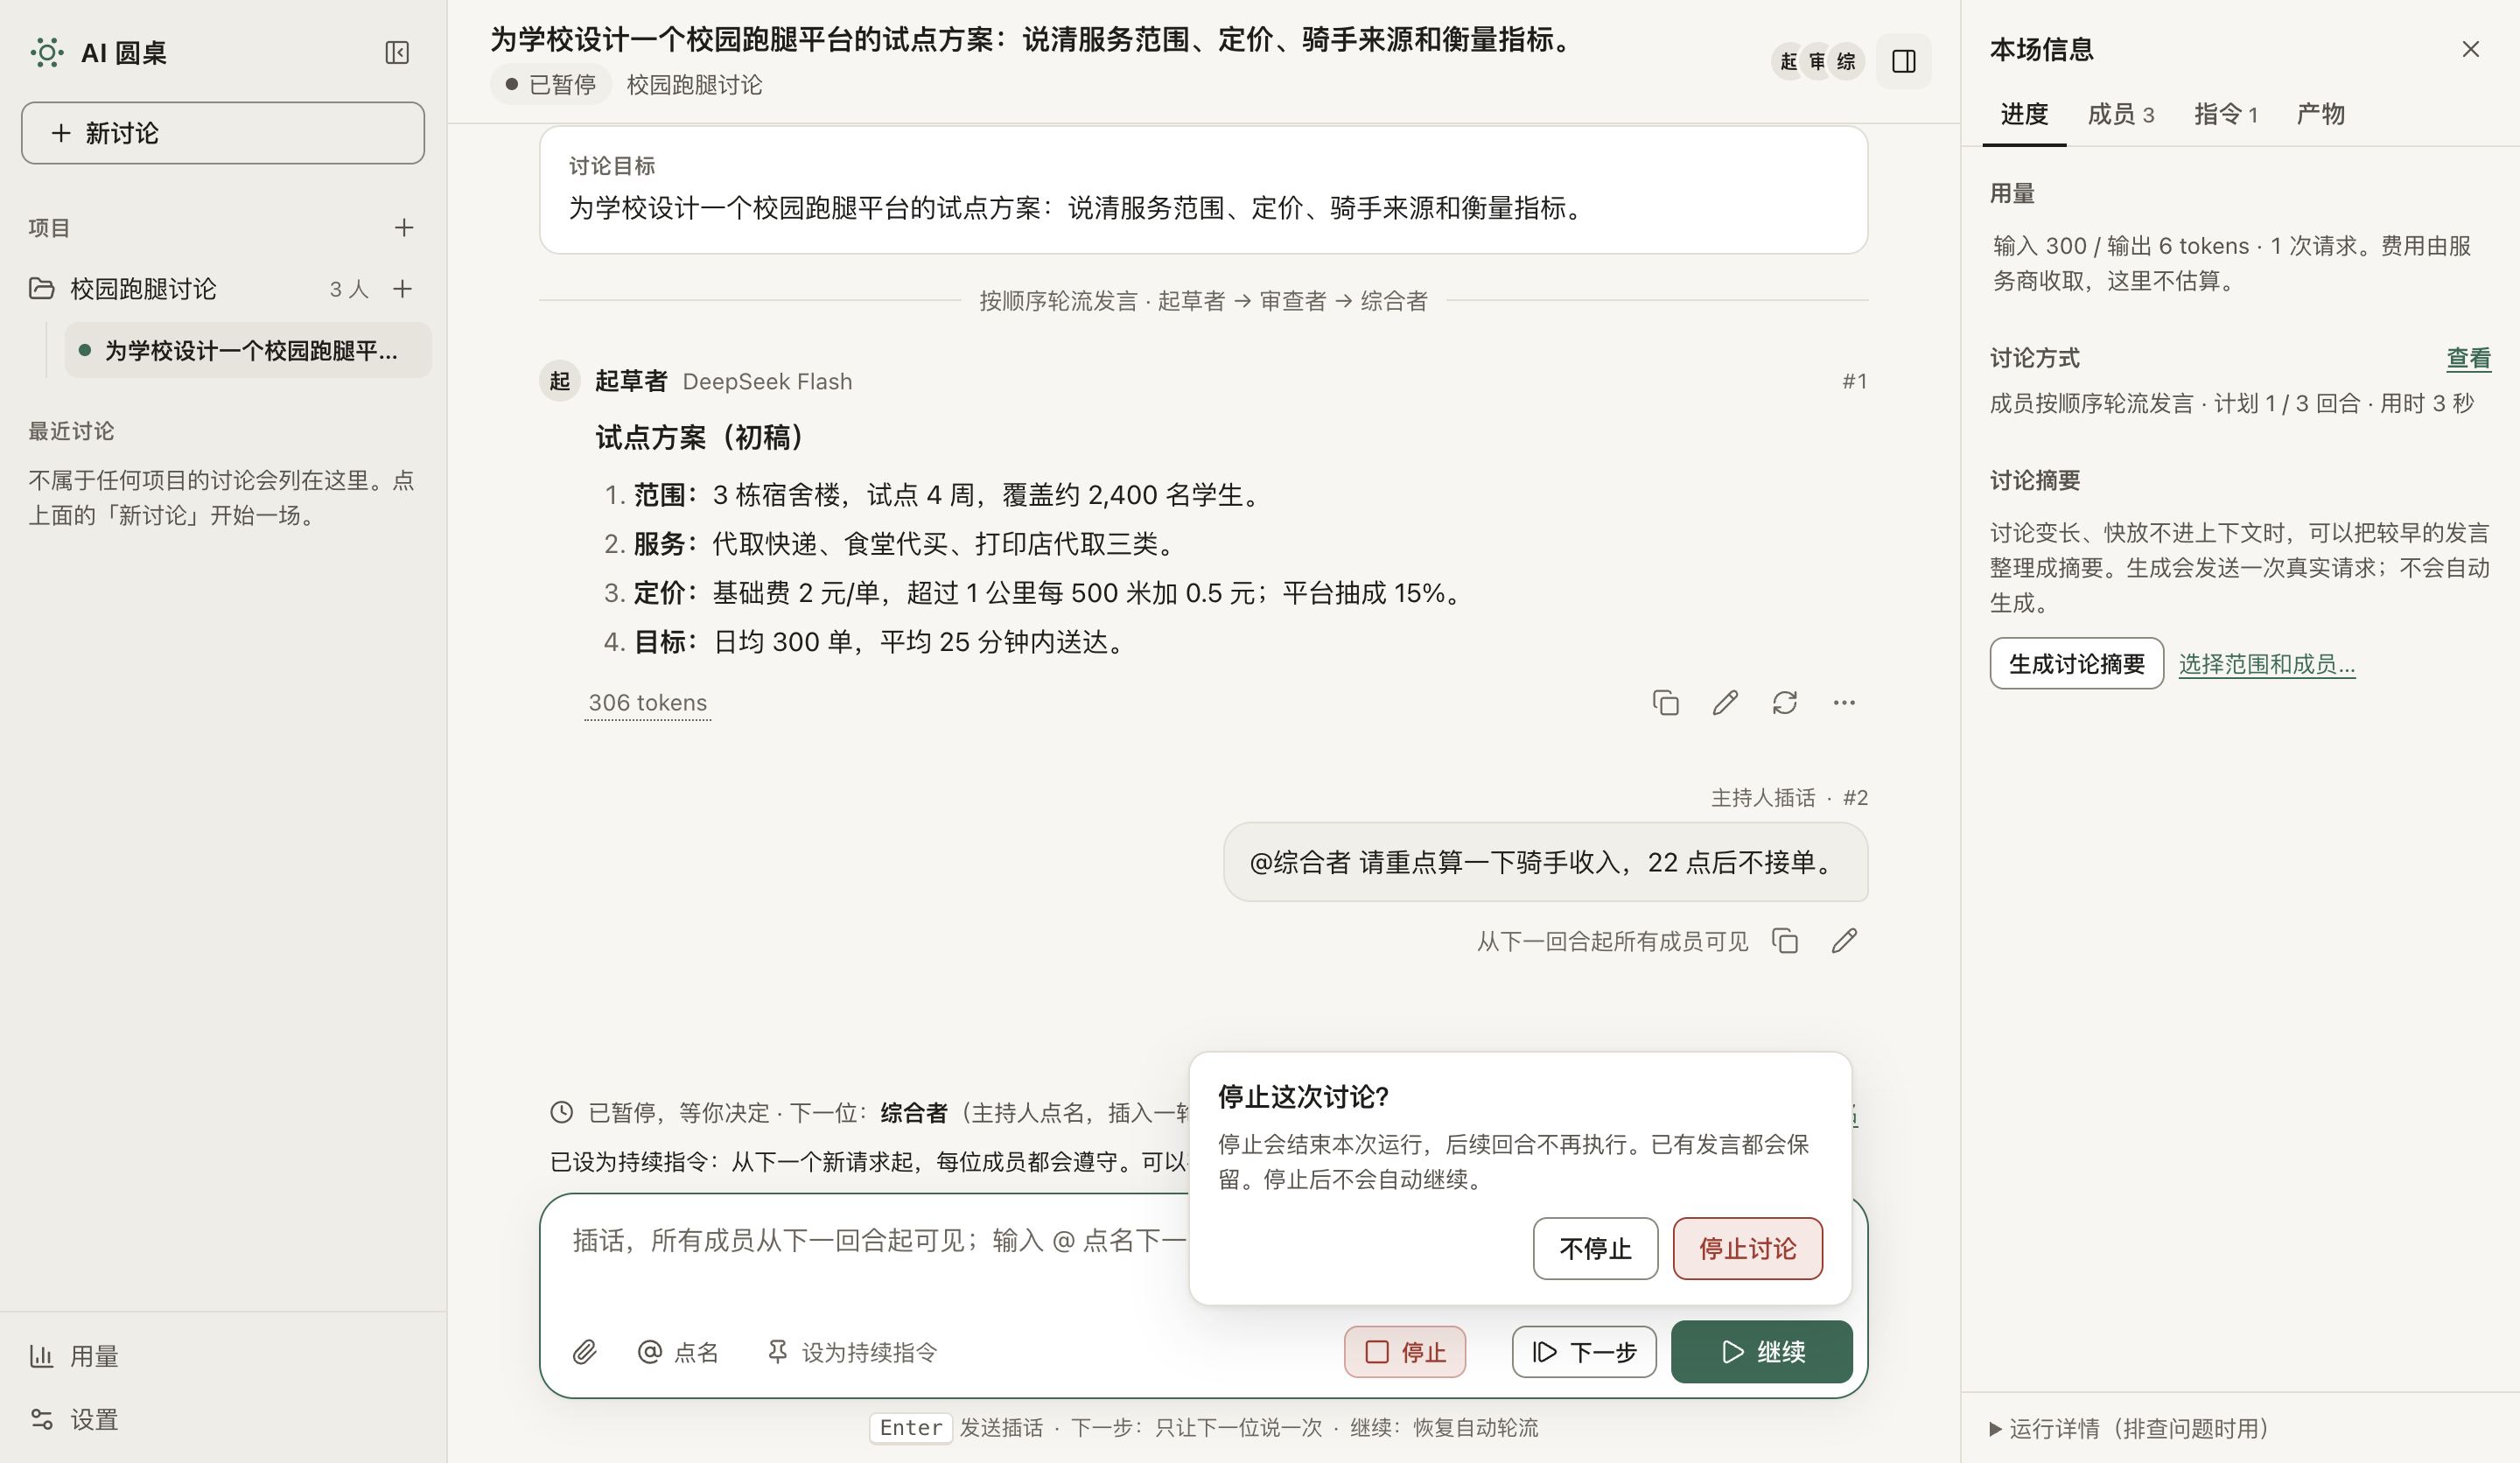 AI 圆桌
新讨论
项目
校园跑腿讨论 3 人
为学校设计一个校园跑腿平...
最近讨论
不属于任何项目的讨论会列在这里。点
上面的「新讨论」开始一场。
用量
设置
为学校设计一个校园跑腿平台的试点方案：说清服务范围、定价、骑手来源和衡量指标。
已暂停 校园跑腿讨论
起 审 综
讨论目标
为学校设计一个校园跑腿平台的试点方案：说清服务范围、定价、骑手来源和衡量指标。
按顺序轮流发言 · 起草者 → 审查者 → 综合者
起 起草者 DeepSeek Flash #1
试点方案（初稿）
1. 范围：3 栋宿舍楼，试点 4 周，覆盖约 2,400 名学生。
2. 服务：代取快递、食堂代买、打印店代取三类。
3. 定价：基础费 2 元/单，超过 1 公里每 500 米加 0.5 元；平台抽成 15%。
4. 目标：日均 300 单，平均 25 分钟内送达。
306 tokens
主持人插话 · #2
@综合者 请重点算一下骑手收入，22 点后不接单。
从下一回合起所有成员可见
已暂停，等你决定 · 下一位：综合者（主持人点名，插入一
已设为持续指令：从下一个新请求起，每位成员都会遵守。可以
停止这次讨论?
停止会结束本次运行，后续回合不再执行。已有发言都会保
留。停止后不会自动继续。
不停止 停止讨论
插话，所有成员从下一回合起可见；输入 @ 点名下一
点名 设为持续指令 停止 下一步 继续
Enter 发送插话 · 下一步：只让下一位说一次 · 继续：恢复自动轮流
本场信息
进度 成员 3 指令 1 产物
用量
输入 300 / 输出 6 tokens · 1 次请求。费用由服
务商收取，这里不估算。
讨论方式 查看
成员按顺序轮流发言 · 计划 1 / 3 回合 · 用时 3 秒
讨论摘要
讨论变长、快放不进上下文时，可以把较早的发言
整理成摘要。生成会发送一次真实请求；不会自动
生成。
生成讨论摘要 选择范围和成员...
运行详情（排查问题时用）